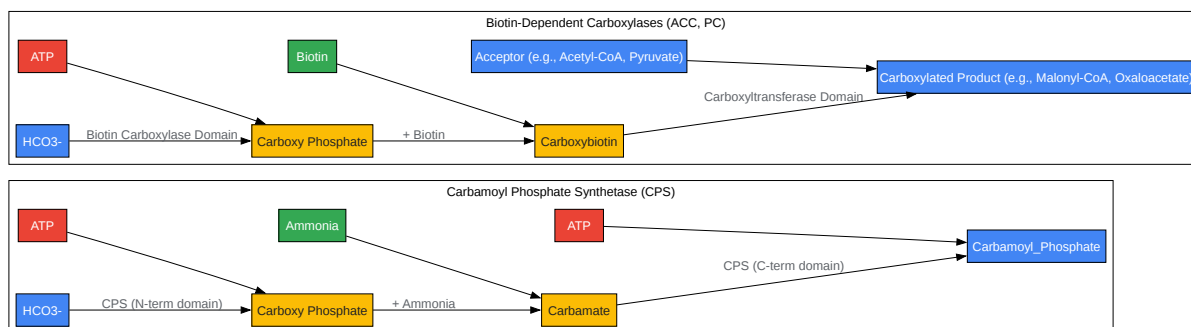 Biotin-Dependent Carboxylases (ACC, PC)
ATP
Biotin
Acceptor (e.g., Acetyl-CoA, Pyruvate)
Carboxylated Product (e.g., Malonyl-CoA, Oxaloacetate)
Carboxyltransferase Domain
HCO3-
Biotin Carboxylase Domain
Carboxy Phosphate
+ Biotin
Carboxybiotin
Carbamoyl Phosphate Synthetase (CPS)
ATP
Ammonia
ATP
Carbamoyl_Phosphate
CPS (C-term domain)
HCO3-
CPS (N-term domain)
Carboxy Phosphate
+ Ammonia
Carbamate